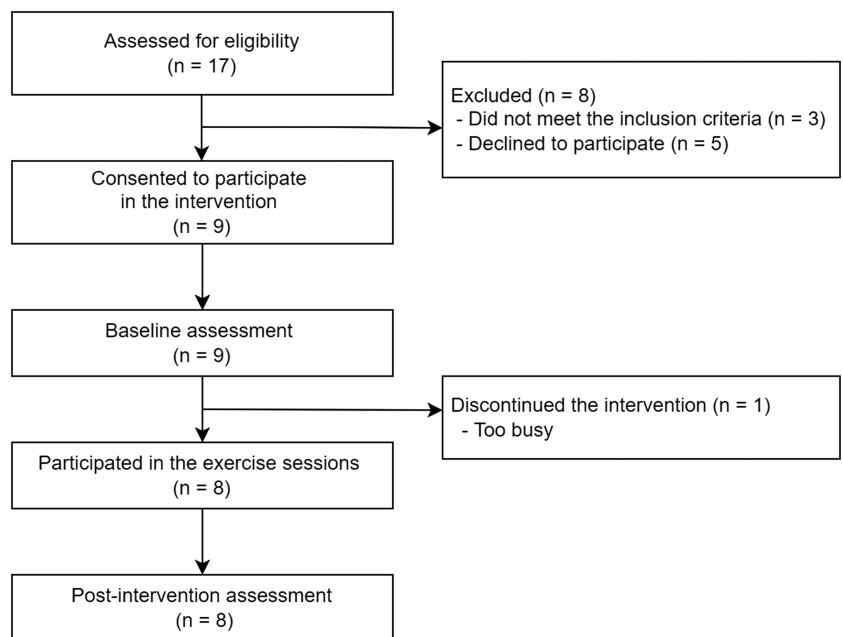 Assessed for eligibility
(n = 17)
Excluded (n = 8)
- Did not meet the inclusion criteria (n = 3)
- Declined to participate (n = 5)
Consented to participate
in the intervention
(n = 9)
Baseline assessment
(n = 9)
Discontinued the intervention (n = 1)
- Too busy
Participated in the exercise sessions
(n = 8)
Post-intervention assessment
(n = 8)